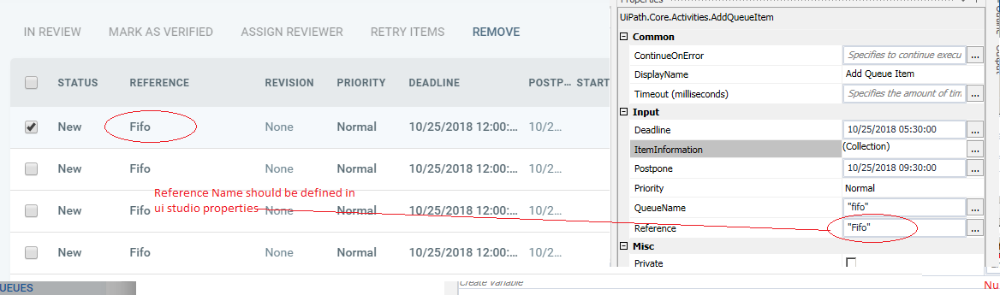 Properties
UiPath.Core.Activities.AddQueueItem
IN REVIEW MARK AS VERIFIED ASSIGN REVIEWER RETRY ITEMS REMOVE
STATUS REFERENCE REVISION PRIORITY DEADLINE POSTP... START
New Fifo None Normal 10/25/2018 12:00:... 10/2...
New Fifo None Normal 10/25/2018 12:00:... 10/2...
Reference Name should be defined in
ui studio properties
New Fifo None Normal 10/25/2018 12:00:... 10/2...
New Fifo None Normal 10/25/2018 12:00:... 10/2...
Common
ContinueOnError Specifies to continue execu ...
DisplayName Add Queue Item
Timeout (milliseconds) Specifies the amount of tim ...
Input
Deadline 10/25/2018 05:30:00 ...
ItemInformation (Collection) ...
Postpone 10/25/2018 09:30:00 ...
Priority Normal
QueueName "fifo" ...
Reference "Fifo" ...
Misc
Private
UEUES
Create Variable
Nu